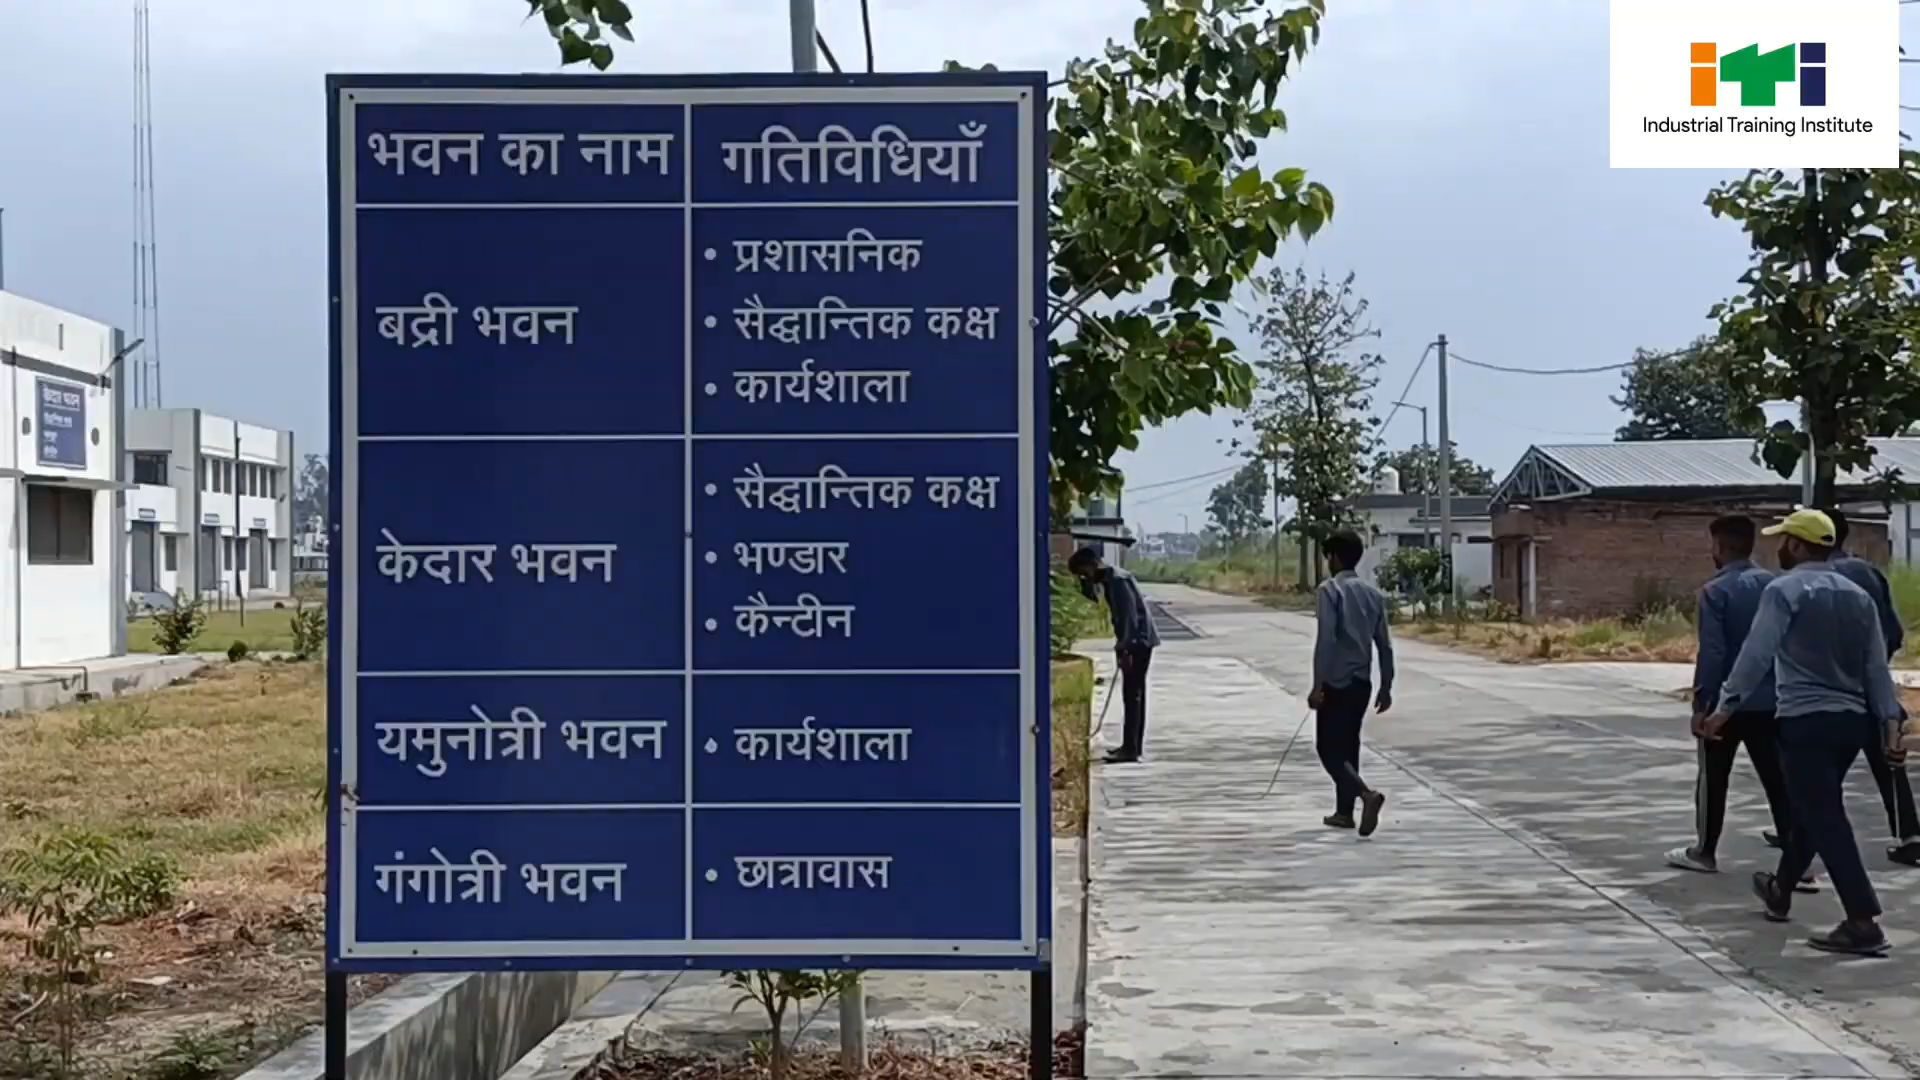 भवन का नाम
गतिविधियाँ
बद्री भवन
• प्रशासनिक
• सैद्धान्तिक कक्ष
• कार्यशाला
केदार भवन
• सैद्धान्तिक कक्ष
• भण्डार
• कैन्टीन
यमुनोत्री भवन
• कार्यशाला
गंगोत्री भवन
• छात्रावास
केदार भवन
iTi
Industrial Training Institute